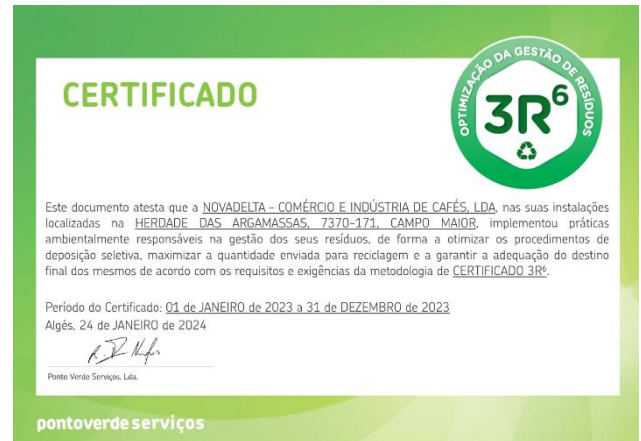 CERTIFICADO
OPTIMIZAÇÃO DA GESTÃO DE RESÍDUOS
3R⁶
Este documento atesta que a NOVADELTA – COMÉRCIO E INDÚSTRIA DE CAFÉS, LDA, nas suas instalações
localizadas na HERDADE DAS ARGAMASSAS, 7370-171, CAMPO MAIOR, implementou práticas
ambientalmente responsáveis na gestão dos seus resíduos, de forma a otimizar os procedimentos de
deposição seletiva, maximizar a quantidade enviada para reciclagem e a garantir a adequação do destino
final dos mesmos de acordo com os requisitos e exigências da metodologia de CERTIFICADO 3R⁶.
Período do Certificado: 01 de JANEIRO de 2023 a 31 de DEZEMBRO de 2023
Algés, 24 de JANEIRO de 2024
Ponto Verde Serviços, Lda.
pontoverdeserviços